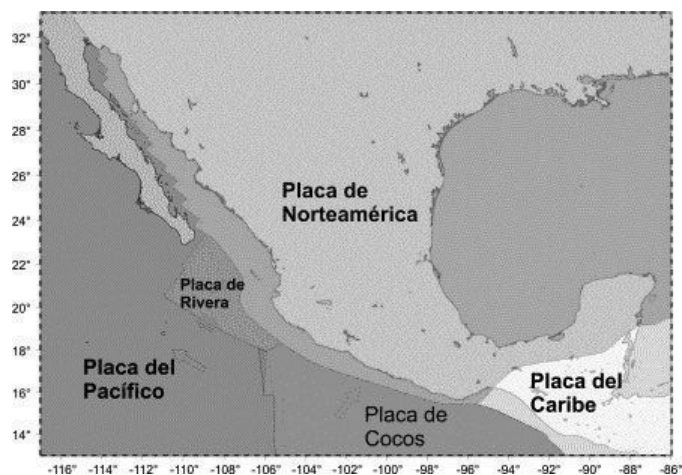 32°
30°
28°
26°
24°
22°
20°
18°
16°
14°
Placa de
Norteamérica
Placa de
Rivera
Placa del
Pacífico
Placa de
Cocos
Placa del
Caribe
-116° -114° -112° -110° -108° -106° -104° -102° -100° -98° -96° -94° -92° -90° -88° -86°